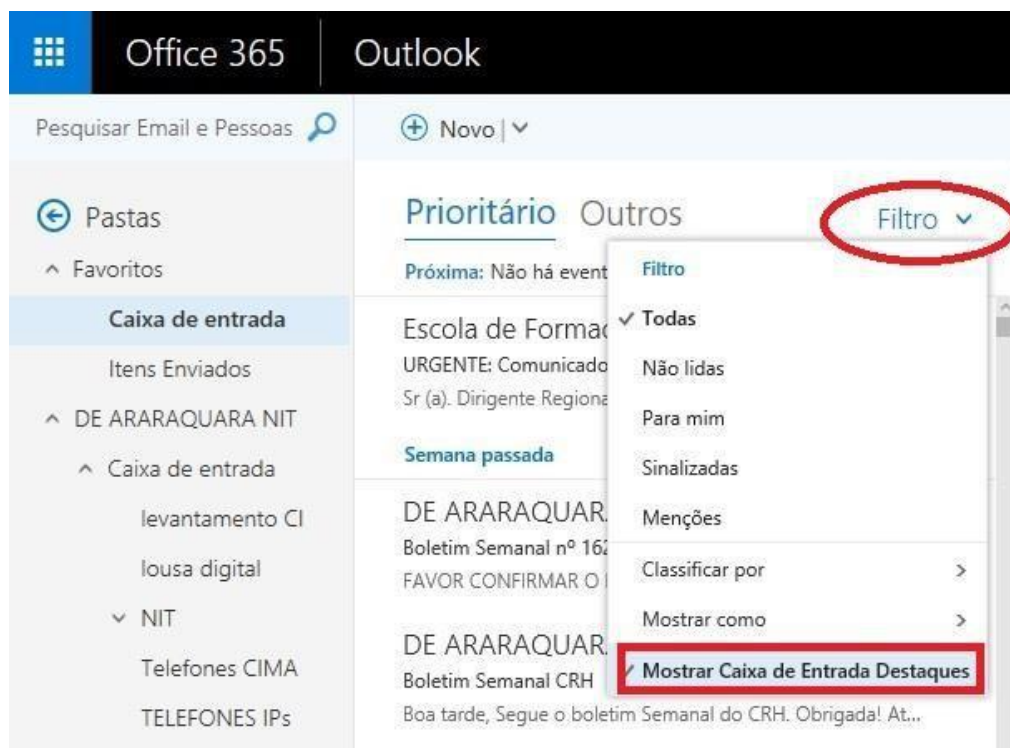 Office 365
Outlook
Pesquisar Email e Pessoas
Novo
Pastas
Favoritos
Caixa de entrada
Itens Enviados
DE ARARAQUARA NIT
Caixa de entrada
levantamento CI
lousa digital
NIT
Telefones CIMA
TELEFONES IPs
Prioritário Outros
Filtro
Próxima: Não há event
Escola de Formac
URGENTE: Comunicado
Sr (a). Dirigente Regiona
Semana passada
DE ARARAQUAR
Boletim Semanal nº 162
FAVOR CONFIRMAR O
DE ARARAQUAR
Boletim Semanal CRH
Boa tarde, Segue o boletim Semanal do CRH. Obrigada! At...
Filtro
Todas
Não lidas
Para mim
Sinalizadas
Menções
Classificar por
Mostrar como
Mostrar Caixa de Entrada Destaques